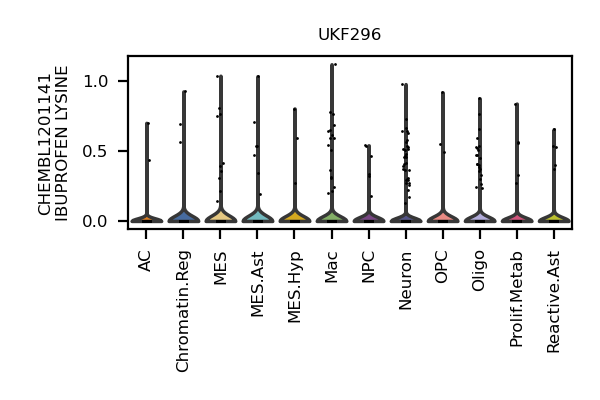 UKF296
CHEMBL1201141
IBUPROFEN LYSINE
1.0
0.5
0.0
AC
Chromatin.Reg
MES
MES.Ast
MES.Hyp
Mac
NPC
Neuron
OPC
Oligo
Prolif.Metab
Reactive.Ast